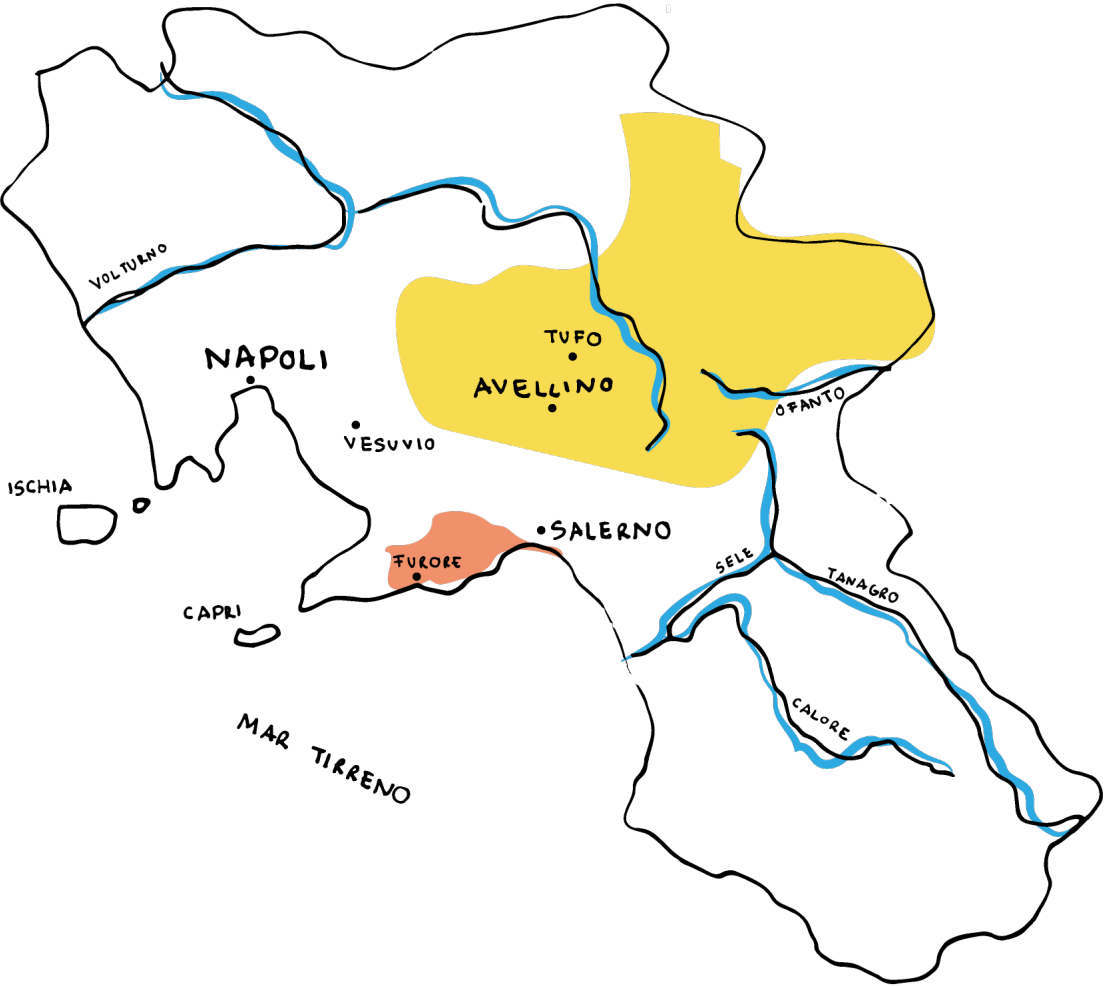 VOLTURNO
NAPOLI
TUFO
AVELLINO
OFANTO
VESUVIO
ISCHIA
SALERNO
FURORE
SELE
TANAGRO
CAPRI
CALORE
MAR TIRRENO